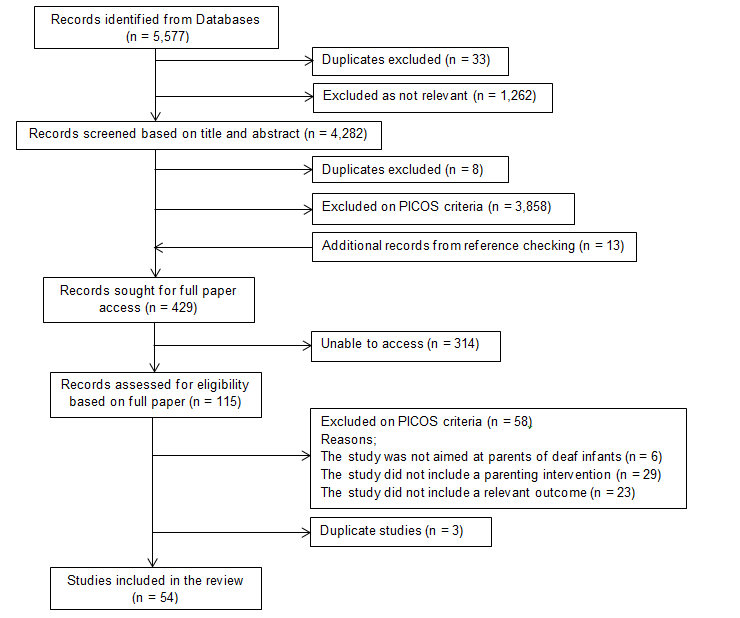 Records identified from Databases
(n = 5,577)
Duplicates excluded (n = 33)
Excluded as not relevant (n = 1,262)
Records screened based on title and abstract (n = 4,282)
Duplicates excluded (n = 8)
Excluded on PICOS criteria (n = 3,858)
Additional records from reference checking (n = 13)
Records sought for full paper
access (n = 429)
Unable to access (n = 314)
Records assessed for eligibility
based on full paper (n = 115)
Excluded on PICOS criteria (n = 58)
Reasons;
The study was not aimed at parents of deaf infants (n = 6)
The study did not include a parenting intervention (n = 29)
The study did not include a relevant outcome (n = 23)
Duplicate studies (n = 3)
Studies included in the review
(n = 54)